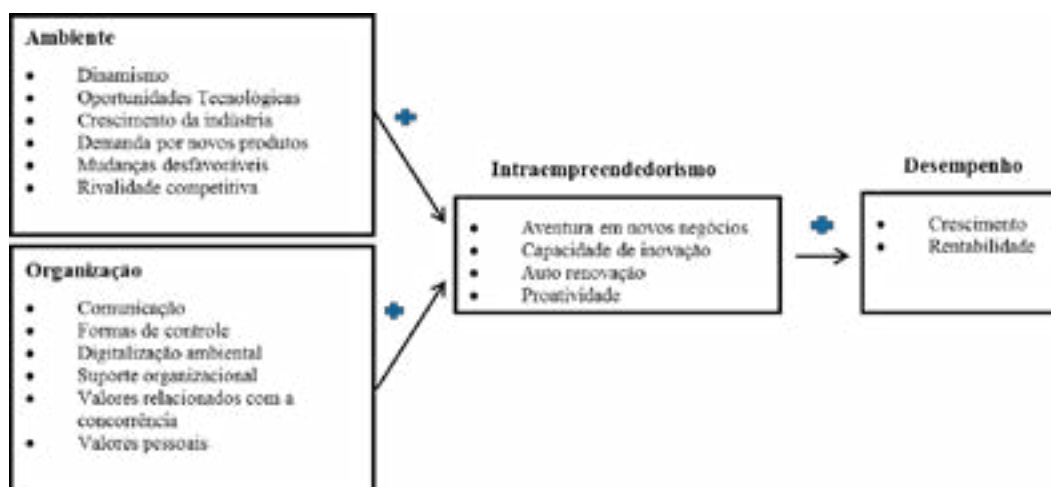 Ambiente
Dinamismo
Oportunidades Tecnológicas
Crescimento da indústria
Demanda por novos produtos
Mudanças desfavoráveis
Rivalidade competitiva
Organização
Comunicação
Formas de controle
Digitalização ambiental
Suporte organizacional
Valores relacionados com a
concorrência
Valores pessoais
Intraempreendedorismo
Aventura em novos negócios
Capacidade de inovação
Auto renovação
Proatividade
Desempenho
Crescimento
Rentabilidade